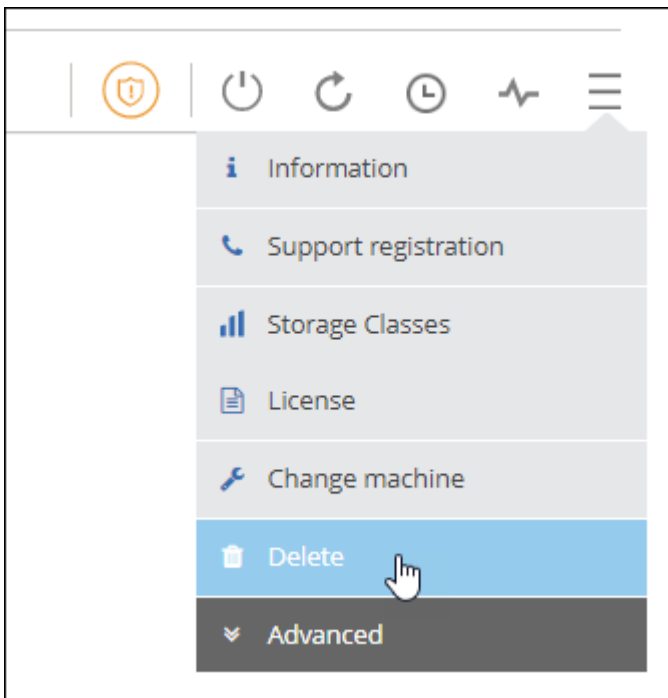 Information
Support registration
Storage Classes
License
Change machine
Delete
Advanced